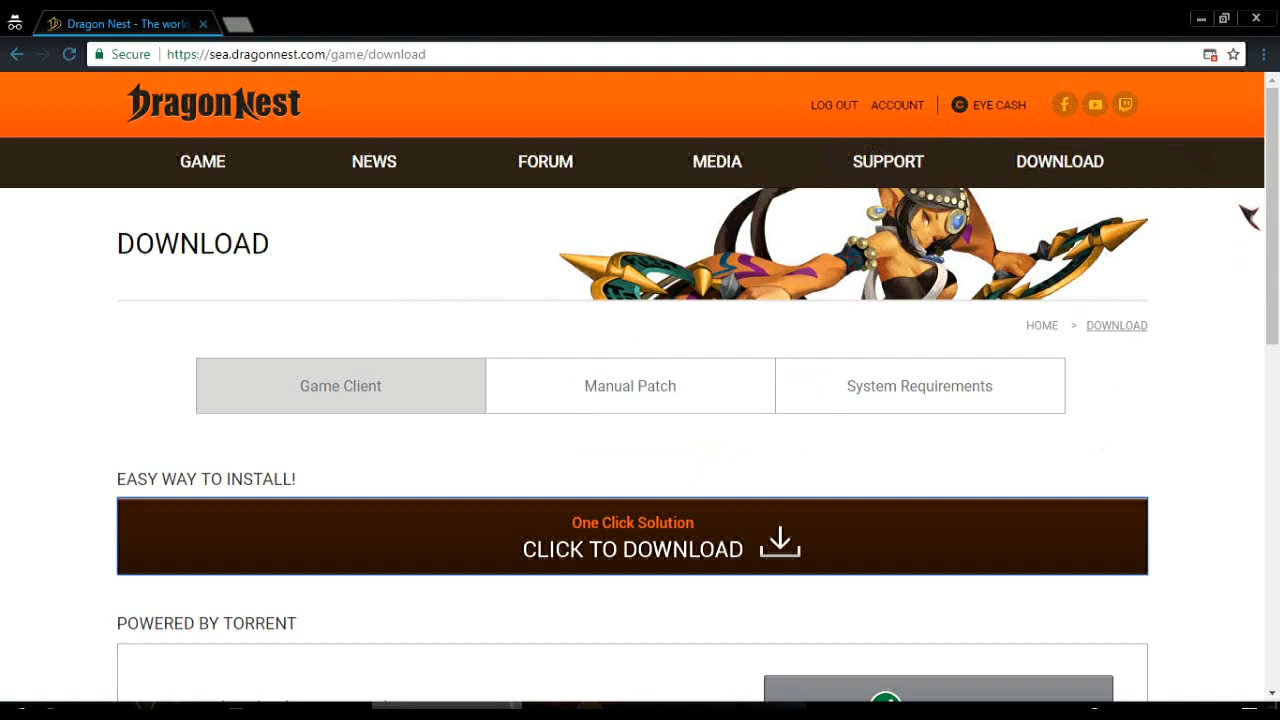 Dragon Nest - The world
Secure
https://sea.dragonnest.com/game/download
DragonNest
LOG OUT
ACCOUNT
EYE CASH
GAME
NEWS
FORUM
MEDIA
SUPPORT
DOWNLOAD
DOWNLOAD
HOME > DOWNLOAD
Game Client
Manual Patch
System Requirements
EASY WAY TO INSTALL!
One Click Solution
CLICK TO DOWNLOAD
POWERED BY TORRENT